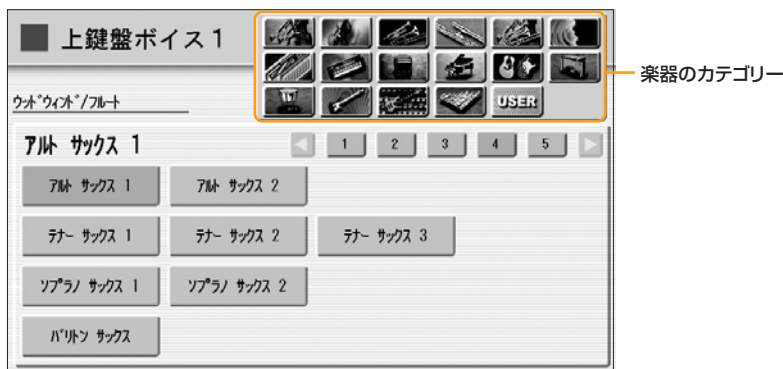 上鍵盤ボイス1
楽器のカテゴリー
USER
ウッドウィンド/フルート
アルト サックス 1
1 2 3 4 5
アルト サックス 1 アルト サックス 2
テナー サックス 1 テナー サックス 2 テナー サックス 3
ソプラノ サックス 1 ソプラノ サックス 2
バリトン サックス